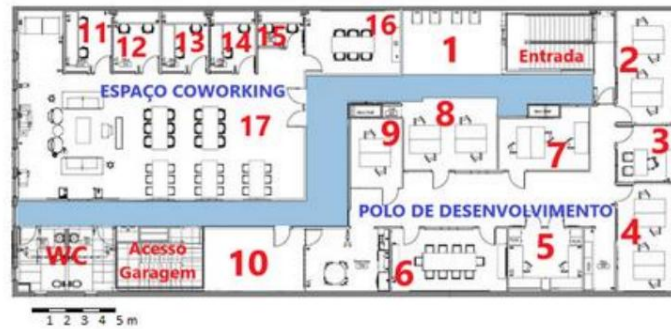 11
12
13
14
15
16
1
Entrada
2
ESPAÇO COWORKING
17
9
8
7
3
POLO DE DESENVOLVIMENTO
WC
Acesso
Garagem
10
6
5
4
1 2 3 4 5 m